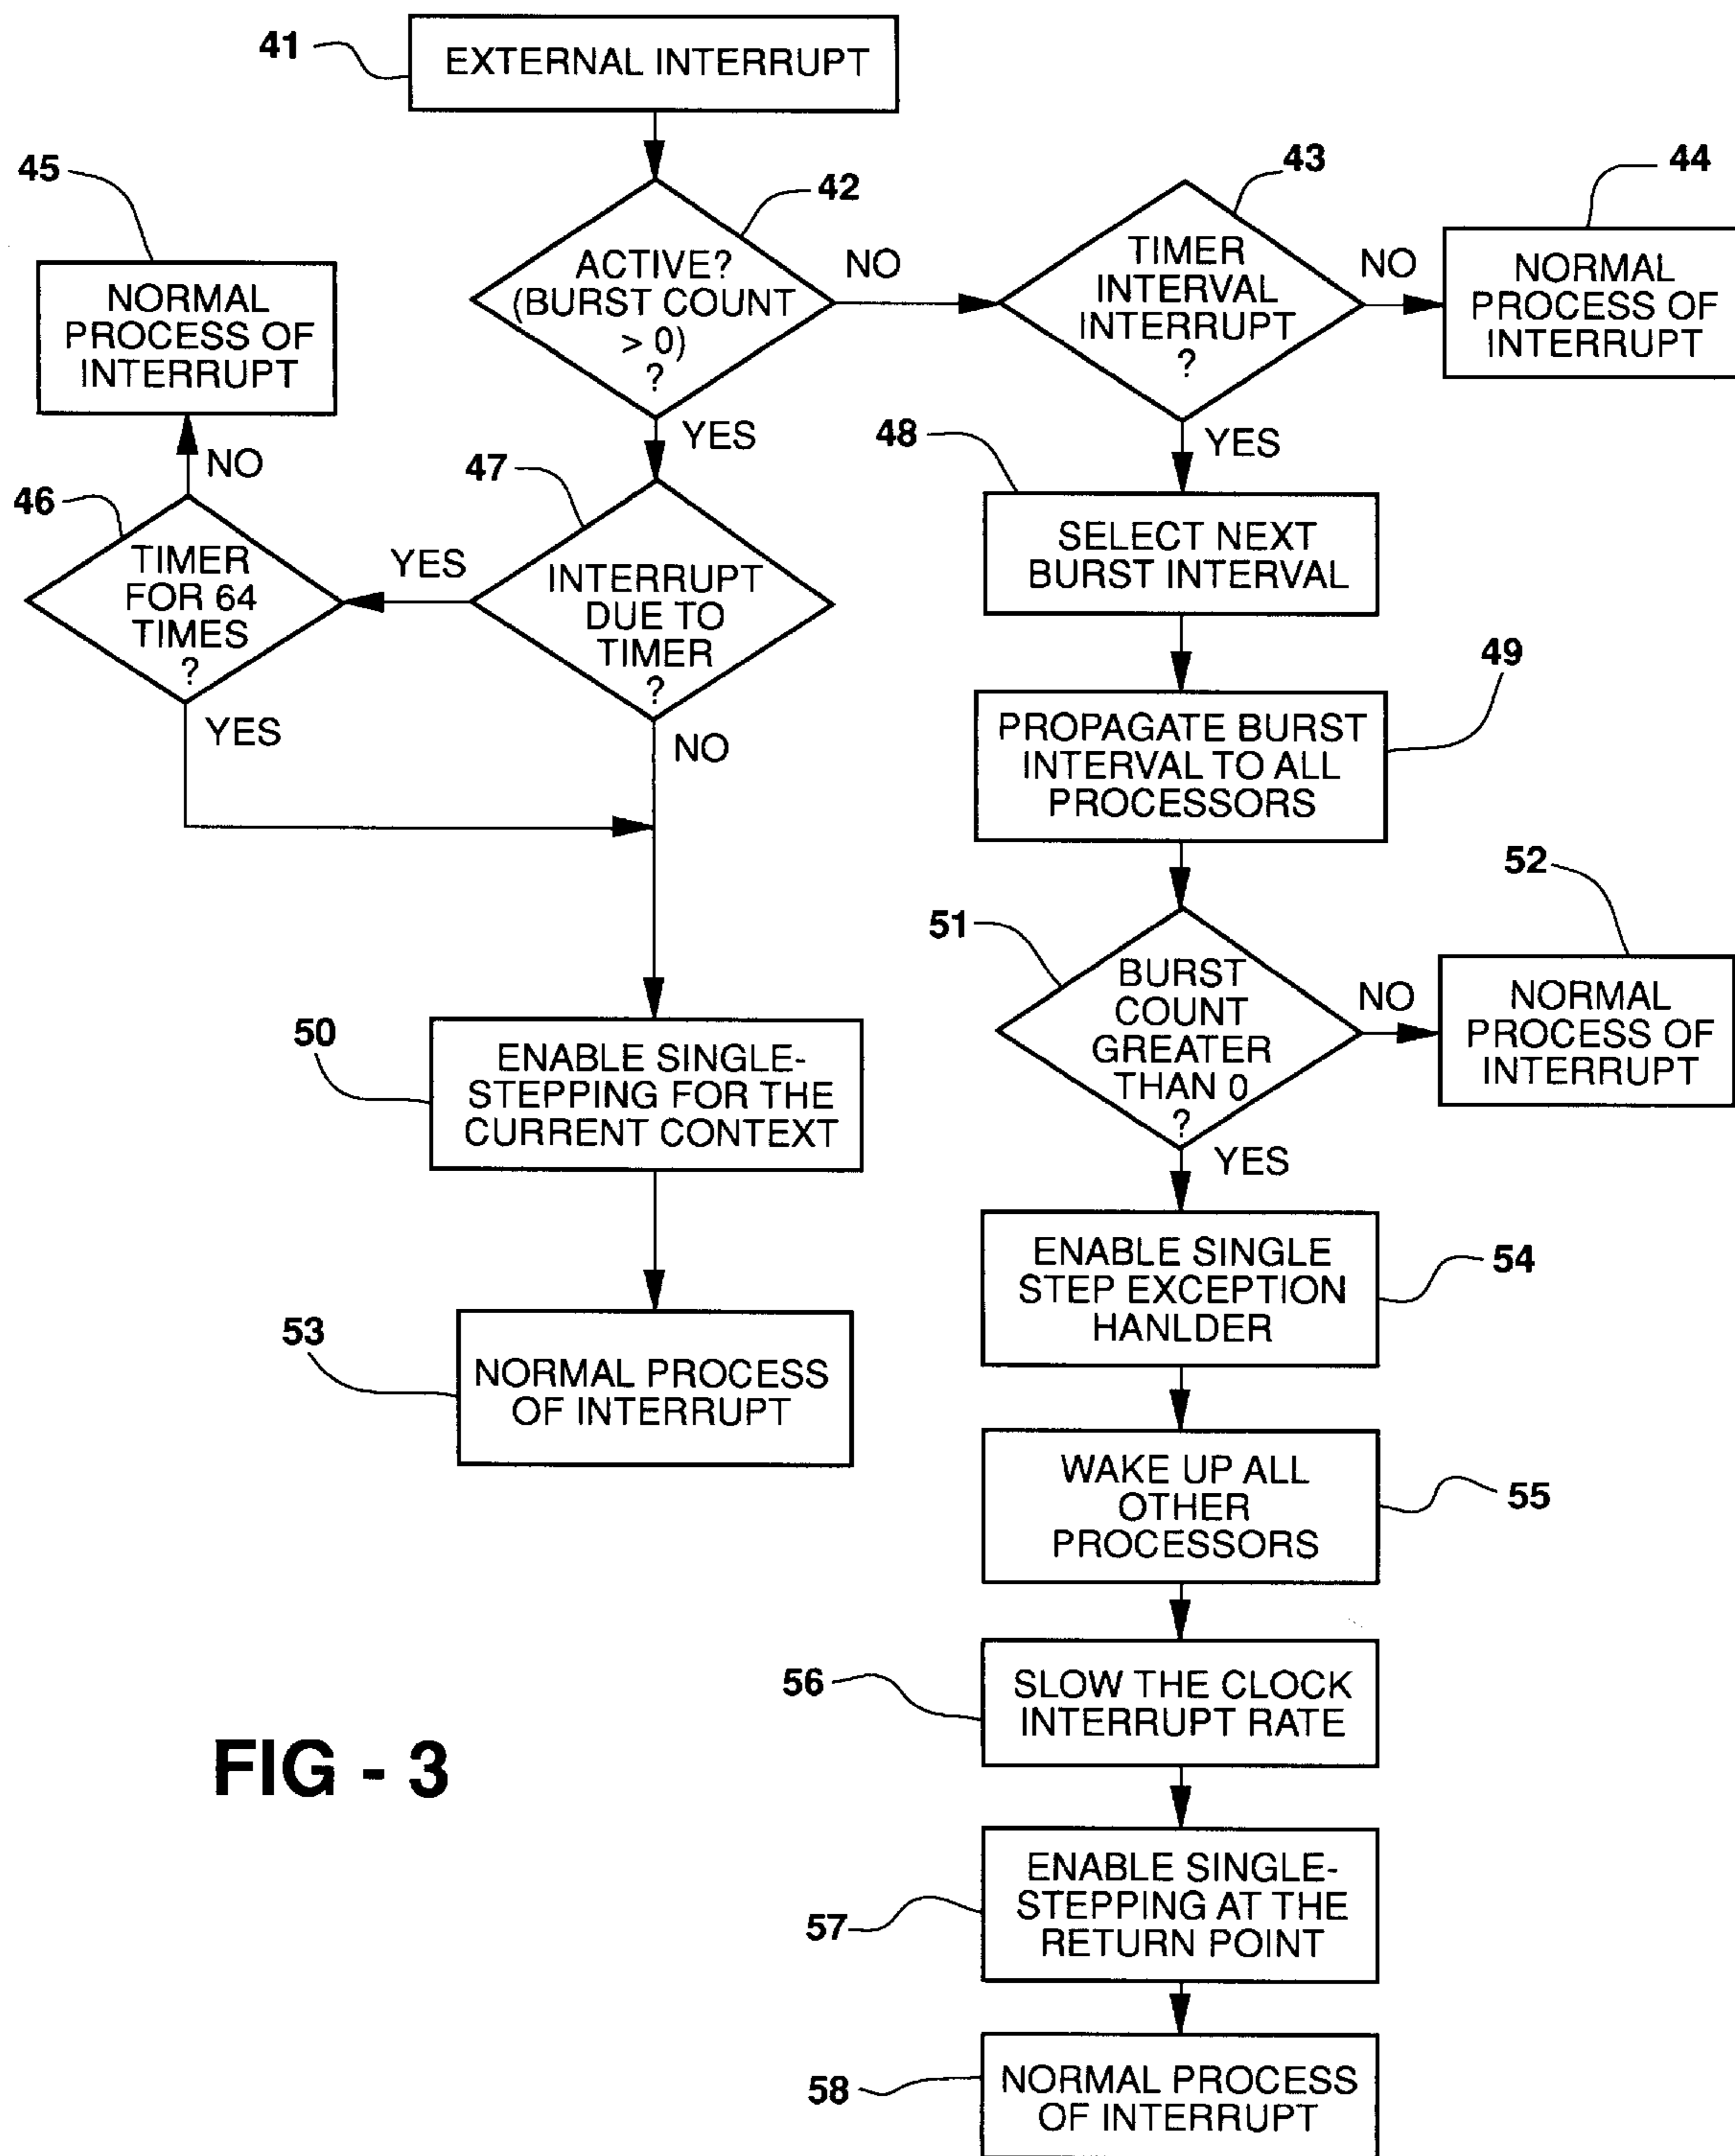 41
EXTERNAL INTERRUPT
45
42
43
44
ACTIVE?
(BURST COUNT
> 0)
?
NO
TIMER
INTERVAL
INTERRUPT
?
NO
NORMAL
PROCESS OF
INTERRUPT
NORMAL
PROCESS OF
INTERRUPT
YES
48
YES
NO
47
46
TIMER
FOR 64
TIMES
?
YES
INTERRUPT
DUE TO
TIMER
?
SELECT NEXT
BURST INTERVAL
49
YES
NO
PROPAGATE BURST
INTERVAL TO ALL
PROCESSORS
52
51
BURST
COUNT
GREATER
THAN 0
?
NO
NORMAL
PROCESS OF
INTERRUPT
50
ENABLE SINGLE-
STEPPING FOR THE
CURRENT CONTEXT
YES
ENABLE SINGLE
STEP EXCEPTION
HANLDER
54
53
NORMAL PROCESS
OF INTERRUPT
WAKE UP ALL
OTHER
PROCESSORS
55
56
SLOW THE CLOCK
INTERRUPT RATE
FIG - 3
57
ENABLE SINGLE-
STEPPING AT THE
RETURN POINT
58
NORMAL PROCESS
OF INTERRUPT